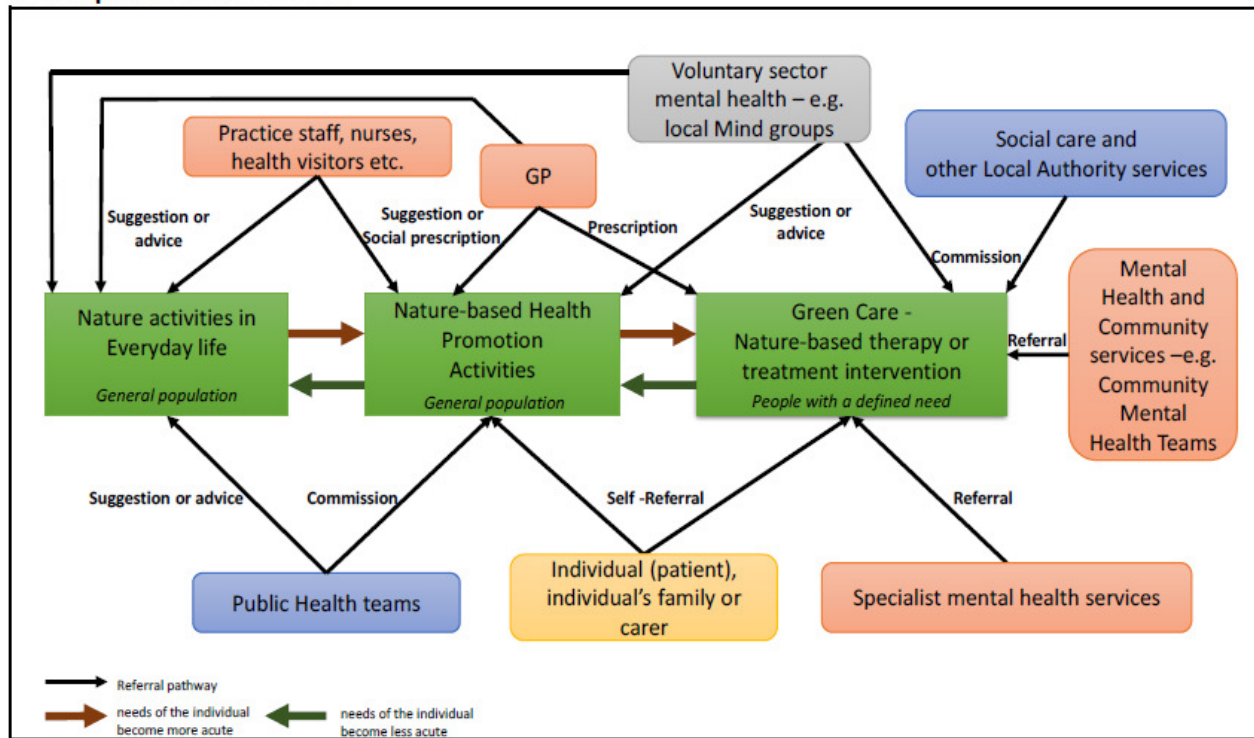 Voluntary sector
mental health – e.g.
local Mind groups
Practice staff, nurses,
health visitors etc.
GP
Social care and
other Local Authority services
Suggestion or
advice
Suggestion or
Social prescription
Prescription
Suggestion or
advice
Commission
Mental
Health and
Community
services –e.g.
Community
Mental
Health Teams
Referral
Nature activities in
Everyday life
General population
Nature-based Health
Promotion
Activities
General population
Green Care -
Nature-based therapy or
treatment intervention
People with a defined need
Suggestion or advice
Commission
Self -Referral
Referral
Public Health teams
Individual (patient),
individual’s family or
carer
Specialist mental health services
Referral pathway
needs of the individual
become more acute
needs of the individual
become less acute